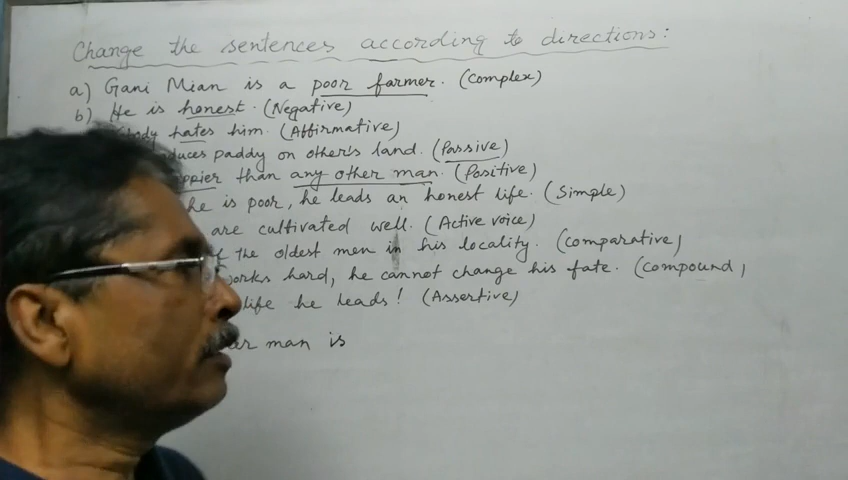 Change the sentences according to directions:
a) Gani Mian is a poor farmer. (Complex)
b) He is honest. (Negative)
hates him. (Affirmative)
paddy on other's land. (Passive)
than any other man. (Positive)
he is poor, he leads an honest life. (Simple)
are cultivated well. (Active voice)
the oldest men in his locality. (comparative)
hard, he cannot change his fate. (compound)
life he leads! (Assertive)
man is